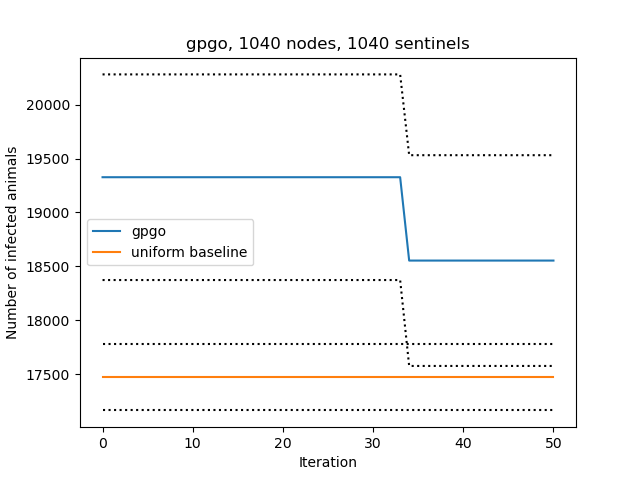 gpgo, 1040 nodes, 1040 sentinels
Number of infected animals
20000
19500
19000
18500
18000
17500
gpgo
uniform baseline
0 10 20 30 40 50
Iteration